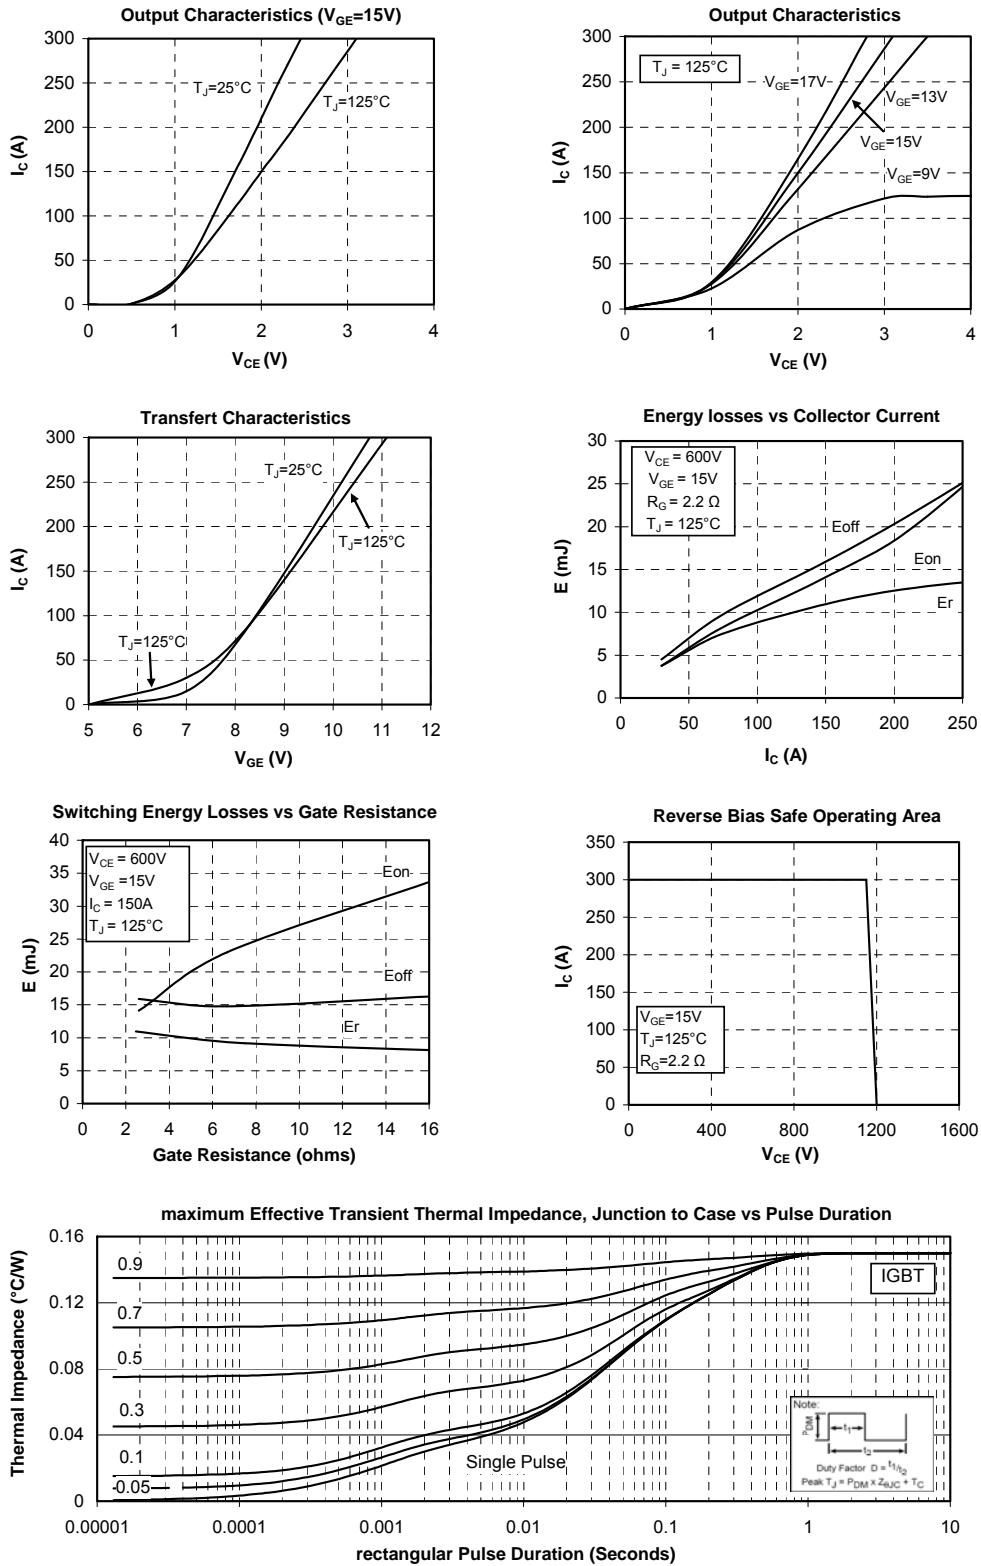 Output Characteristics (VGE=15V)
300
250
200
150
100
50
0
0 1 2 3 4
IC (A)
VCE (V)
TJ=25°C
TJ=125°C
Output Characteristics
300
250
200
150
100
50
0
0 1 2 3 4
IC (A)
VCE (V)
TJ = 125°C
VGE=17V
VGE=13V
VGE=15V
VGE=9V
Transfert Characteristics
300
250
200
150
100
50
0
5 6 7 8 9 10 11 12
IC (A)
VGE (V)
TJ=25°C
TJ=125°C
TJ=125°C
Energy losses vs Collector Current
30
25
20
15
10
5
0
0 50 100 150 200 250
E (mJ)
IC (A)
VCE = 600V
VGE = 15V
RG = 2.2 Ω
TJ = 125°C
Eoff
Eon
Er
Switching Energy Losses vs Gate Resistance
40
35
30
25
20
15
10
5
0
0 2 4 6 8 10 12 14 16
E (mJ)
Gate Resistance (ohms)
VCE = 600V
VGE =15V
IC = 150A
TJ = 125°C
Eon
Eoff
Er
Reverse Bias Safe Operating Area
350
300
250
200
150
100
50
0
0 400 800 1200 1600
IC (A)
VCE (V)
VGE=15V
TJ=125°C
RG=2.2 Ω
maximum Effective Transient Thermal Impedance, Junction to Case vs Pulse Duration
0.16
0.12
0.08
0.04
0
0.00001 0.0001 0.001 0.01 0.1 1 10
Thermal Impedance (°C/W)
rectangular Pulse Duration (Seconds)
0.9
0.7
0.5
0.3
0.1
0.05
Single Pulse
IGBT
Note:
PDM
t1
t2
Duty Factor D = t1/t2
Peak TJ = PDM x ZθJC + TC